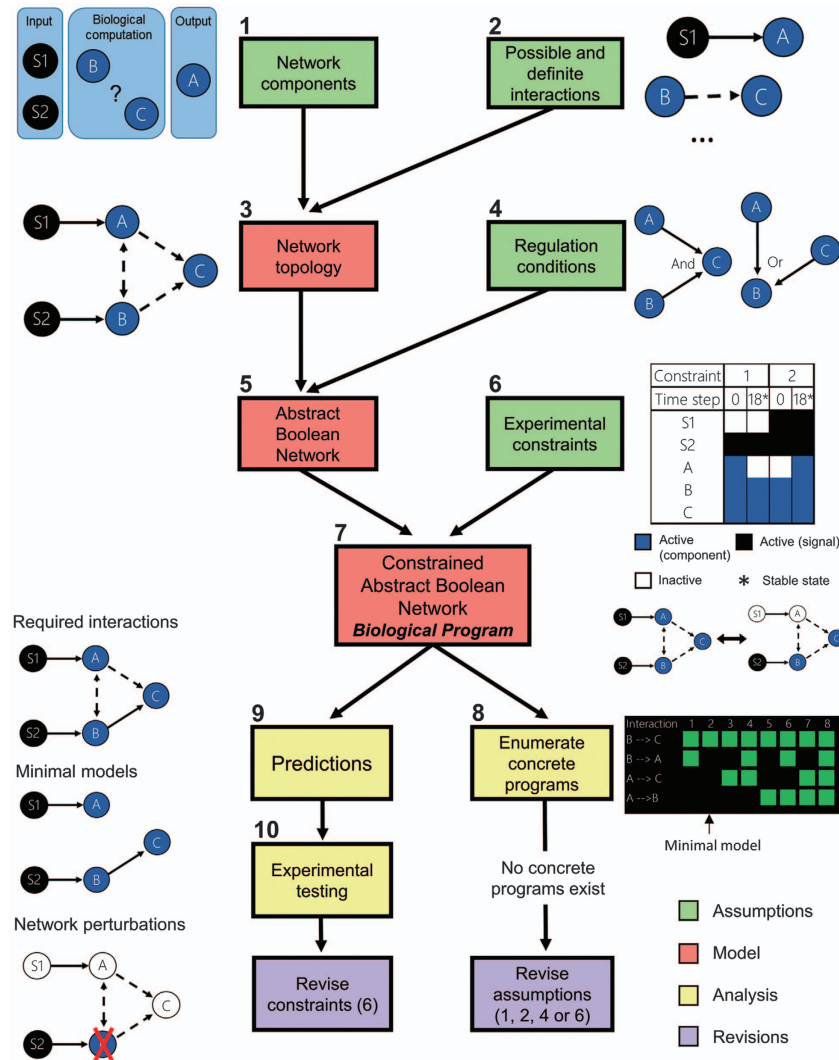 Input
Biological
computation
Output
S1
S2
B
?
C
A
1
Network
components
2
Possible and
definite
interactions
S1
A
B
C
...
S1
A
C
S2
B
3
Network
topology
4
Regulation
conditions
A
And
C
B
A
Or
C
B
5
Abstract
Boolean
Network
6
Experimental
constraints
Constraint 1 2
Time step 0 18* 0 18*
S1
S2
A
B
C
Active
(component)
Active (signal)
Inactive
* Stable state
7
Constrained
Abstract Boolean
Network
Biological Program
S1
A
C
S2
B
S1
A
C
S2
B
Required interactions
S1
A
C
S2
B
9
Predictions
8
Enumerate
concrete
programs
Interaction 1 2 3 4 5 6 7 8
B --> C
B --> A
A --> C
A -->B
Minimal model
Minimal models
S1
A
C
S2
B
10
Experimental
testing
No concrete
programs exist
Network perturbations
S1
A
C
S2
Revise
constraints (6)
Revise
assumptions
(1, 2, 4 or 6)
Assumptions
Model
Analysis
Revisions